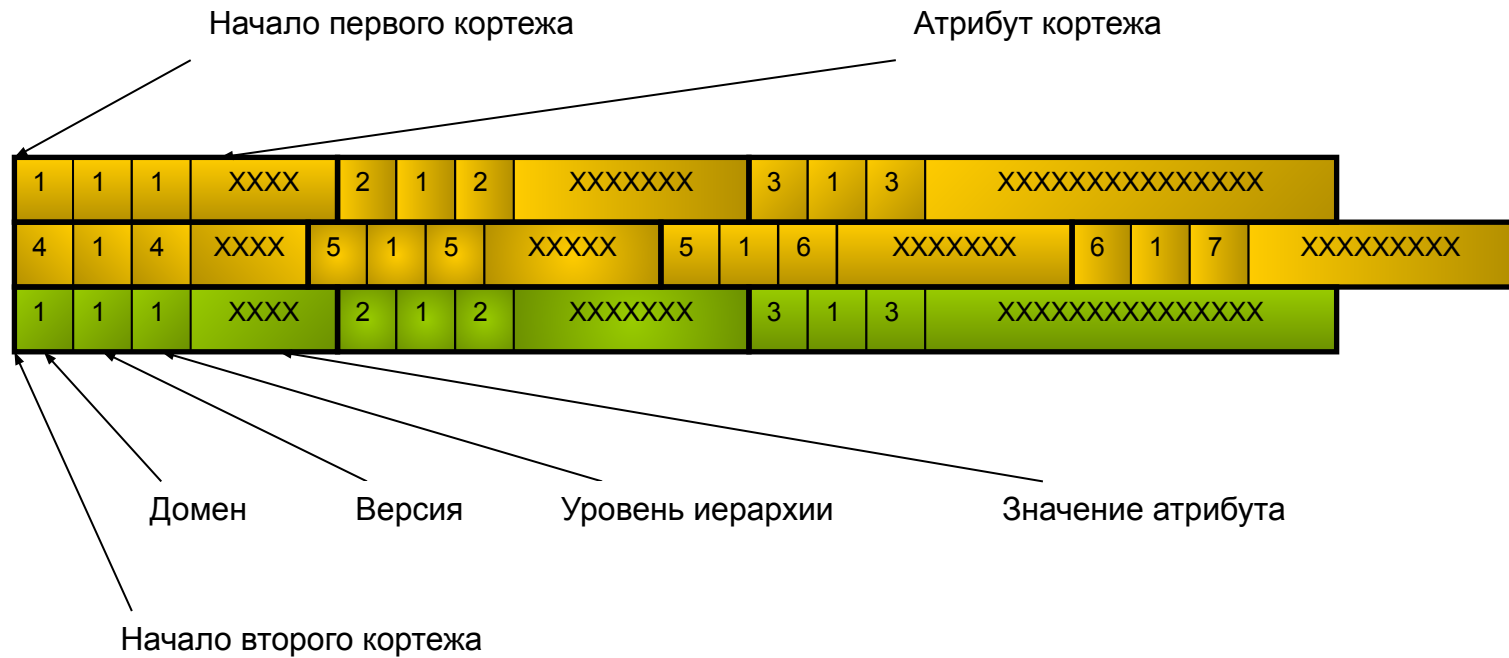 Начало первого кортежа Атрибут кортежа
1 1 1 XXXX 2 1 2 XXXXXXX 3 1 3 XXXXXXXXXXXXXXX
4 1 4 XXXX 5 1 5 XXXXX 5 1 6 XXXXXXX 6 1 7 XXXXXXXXX
1 1 1 XXXX 2 1 2 XXXXXXX 3 1 3 XXXXXXXXXXXXXXX
Домен Версия Уровень иерархии Значение атрибута
Начало второго кортежа